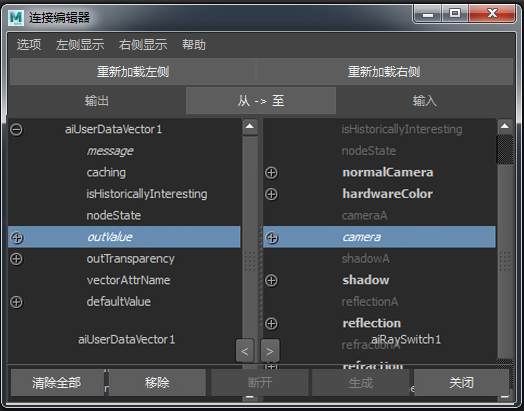 连接编辑器
选项 左侧显示 右侧显示 帮助
重新加载左侧 重新加载右侧
输出 从 -> 至 输入
aiUserDataVector1
message
caching
isHistoricallyInteresting
nodeState
outValue
outTransparency
vectorAttrName
defaultValue
aiUserDataVector1
isHistoricallyInteresting
nodeState
normalCamera
hardwareColor
cameraA
camera
shadowA
shadow
reflectionA
reflection
aiRaySwitch1
refractionA
refraction
< >
清除全部 移除 断开 生成 关闭